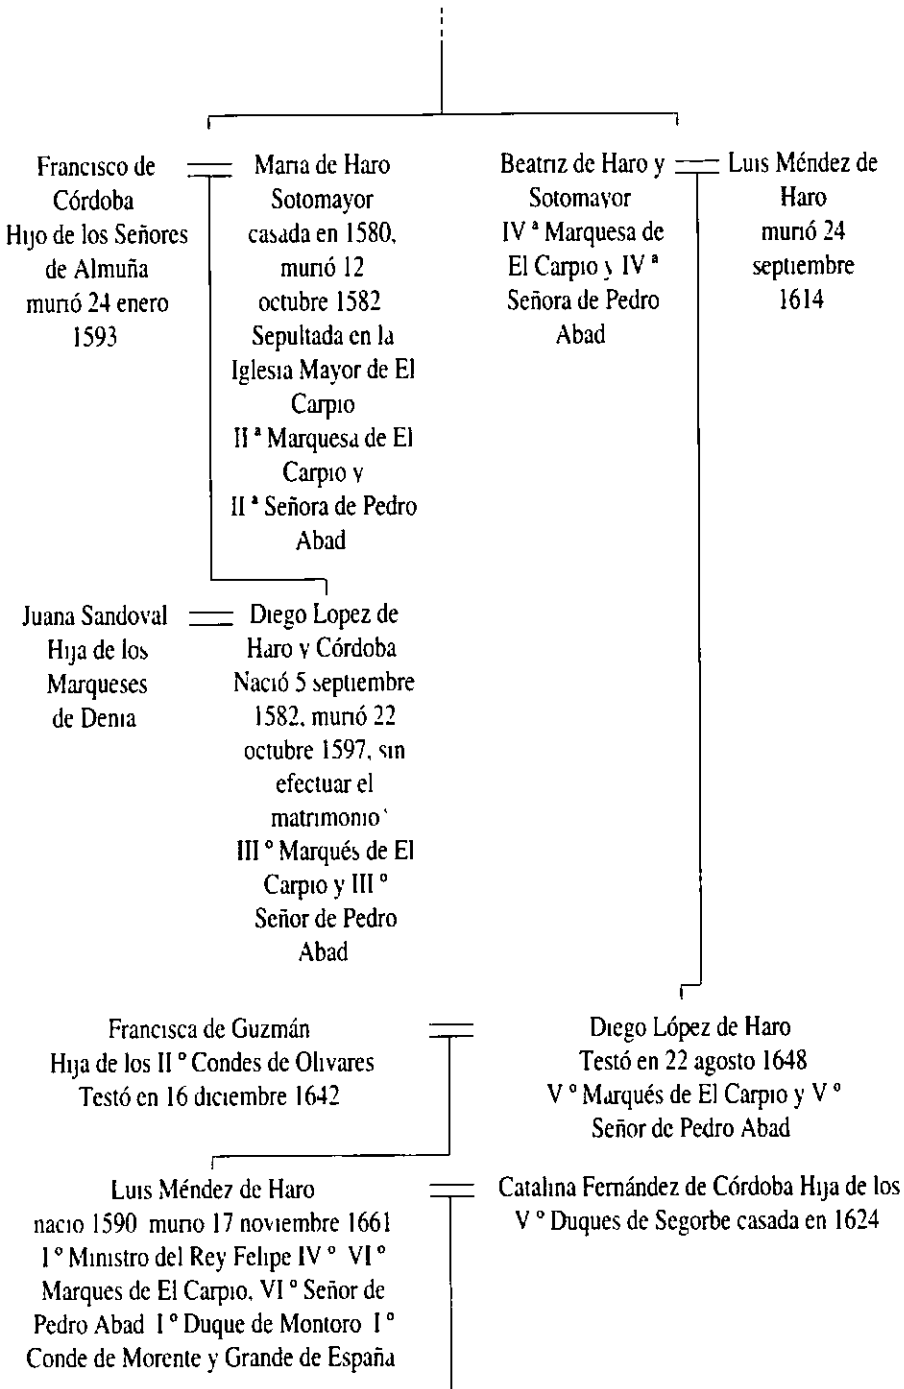 Francisco de
Córdoba
Hijo de los Señores
de Almuña
murió 24 enero
1593
María de Haro
Sotomayor
casada en 1580,
murió 12
octubre 1582
Sepultada en la
Iglesia Mayor de El
Carpio
II ª Marquesa de El
Carpio y
II ª Señora de Pedro
Abad
Beatriz de Haro y
Sotomayor
IV ª Marquesa de
El Carpio y IV ª
Señora de Pedro
Abad
Luis Méndez de
Haro
murió 24
septiembre
1614
Juana Sandoval
Hija de los
Marqueses
de Denia
Diego Lopez de
Haro y Córdoba
Nació 5 septiembre
1582, murió 22
octubre 1597, sin
efectuar el
matrimonio
III º Marqués de El
Carpio y III º
Señor de Pedro
Abad
Francisca de Guzmán
Hija de los II º Condes de Olivares
Testó en 16 diciembre 1642
Diego López de Haro
Testó en 22 agosto 1648
V º Marqués de El Carpio y V º
Señor de Pedro Abad
Luis Méndez de Haro
nacio 1590 murio 17 noviembre 1661
I º Ministro del Rey Felipe IV º VI º
Marques de El Carpio, VI º Señor de
Pedro Abad I º Duque de Montoro I º
Conde de Morente y Grande de España
Catalina Fernández de Córdoba Hija de los
V º Duques de Segorbe casada en 1624